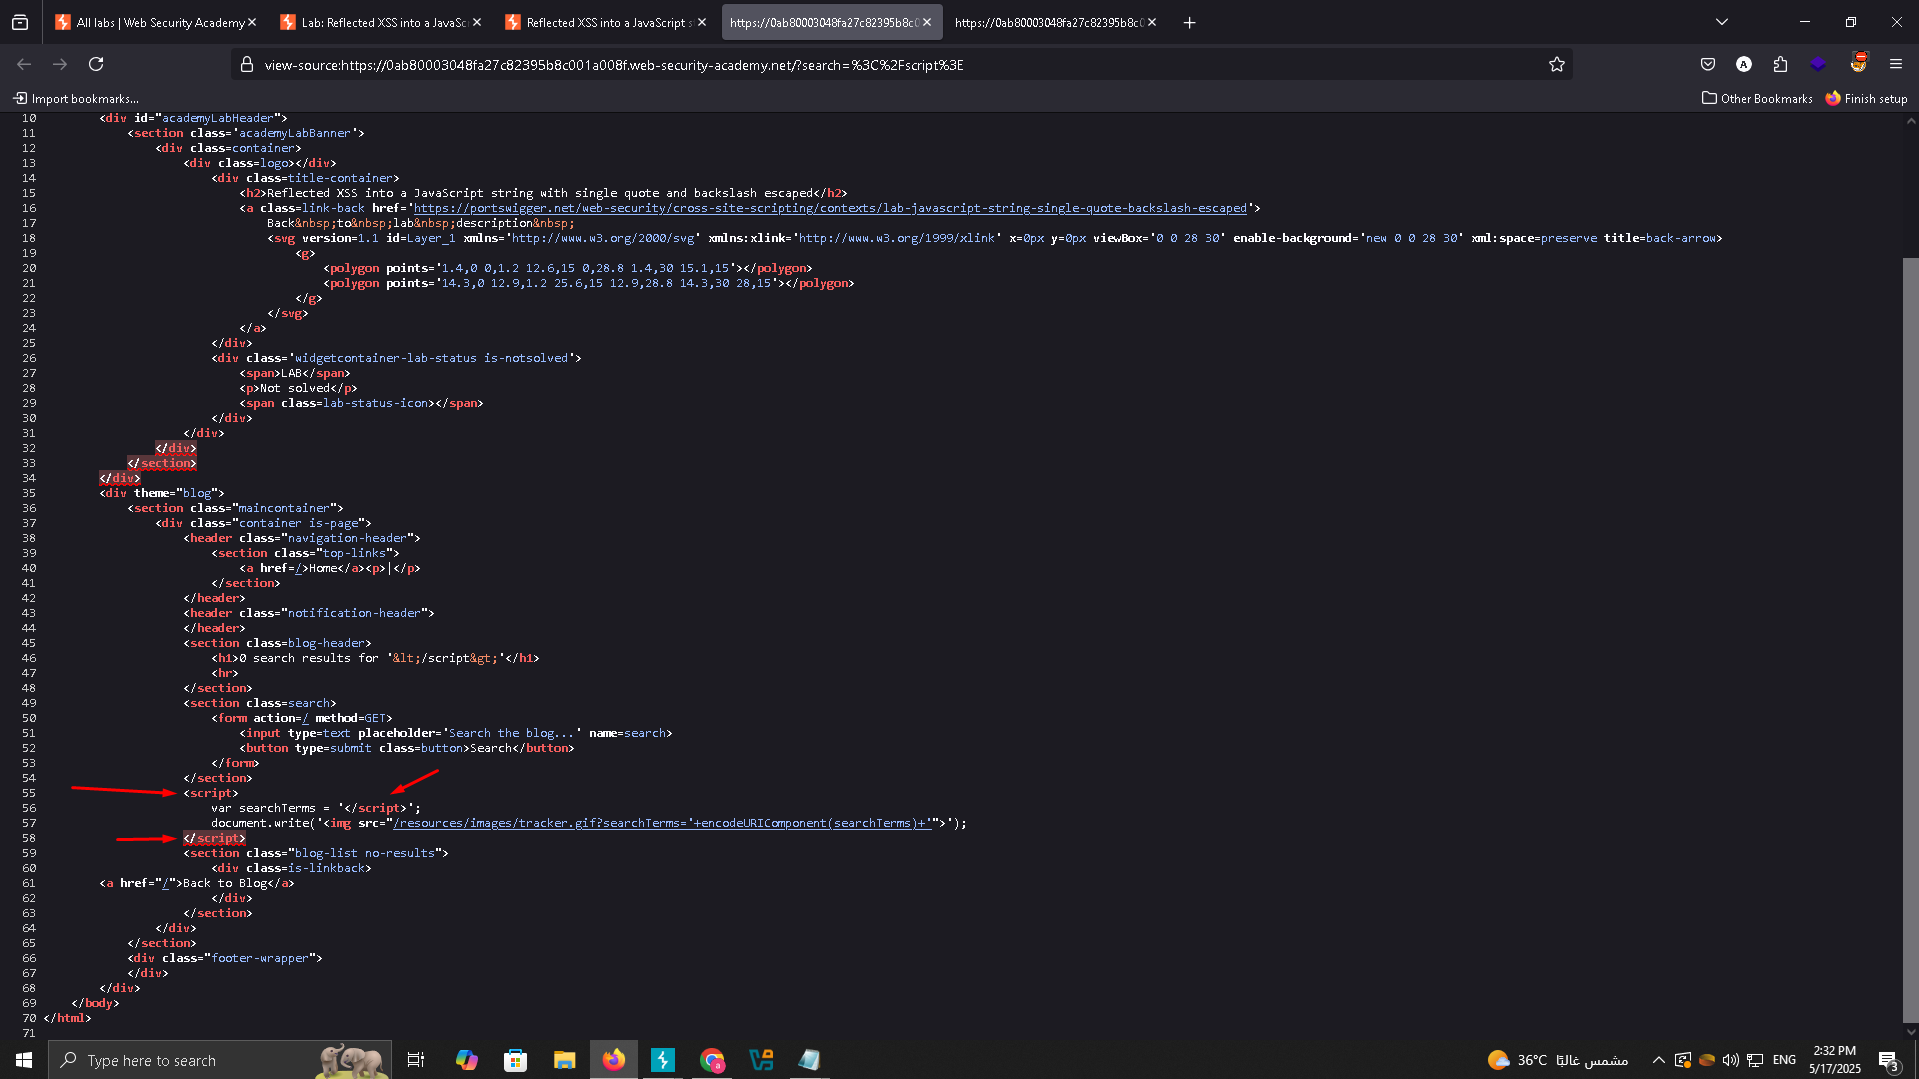 All labs | Web Security Academy
Lab: Reflected XSS into a JavaSc
Reflected XSS into a JavaScript s
https://0ab80003048fa27c82395b8c0
https://0ab80003048fa27c82395b8c0
view-source:https://0ab80003048fa27c82395b8c001a008f.web-security-academy.net/?search=%3C%2Fscript%3E
Import bookmarks...
Other Bookmarks
Finish setup
10 <div id="academyLabHeader">
11 <section class='academyLabBanner'>
12 <div class=container>
13 <div class=logo></div>
14 <div class=title-container>
15 <h2>Reflected XSS into a JavaScript string with single quote and backslash escaped</h2>
16 <a class=link-back href='https://portswigger.net/web-security/cross-site-scripting/contexts/lab-javascript-string-single-quote-backslash-escaped'>
17 Back&nbsp;to&nbsp;lab&nbsp;description&nbsp;
18 <svg version=1.1 id=Layer_1 xmlns='http://www.w3.org/2000/svg' xmlns:xlink='http://www.w3.org/1999/xlink' x=0px y=0px viewBox='0 0 28 30' enable-background='new 0 0 28 30' xml:space=preserve title=back-arrow>
19 <g>
20 <polygon points='1.4,0 0,1.2 12.6,15 0,28.8 1.4,30 15.1,15'></polygon>
21 <polygon points='14.3,0 12.9,1.2 25.6,15 12.9,28.8 14.3,30 28,15'></polygon>
22 </g>
23 </svg>
24 </a>
25 </div>
26 <div class='widgetcontainer-lab-status is-notsolved'>
27 <span>LAB</span>
28 <p>Not solved</p>
29 <span class=lab-status-icon></span>
30 </div>
31 </div>
32 </div>
33 </section>
34 </div>
35 <div theme="blog">
36 <section class="maincontainer">
37 <div class="container is-page">
38 <header class="navigation-header">
39 <section class="top-links">
40 <a href=/>Home</a><p>|</p>
41 </section>
42 </header>
43 <header class="notification-header">
44 </header>
45 <section class=blog-header>
46 <h1>0 search results for '&lt;/script&gt;'</h1>
47 <hr>
48 </section>
49 <section class=search>
50 <form action=/ method=GET>
51 <input type=text placeholder='Search the blog...' name=search>
52 <button type=submit class=button>Search</button>
53 </form>
54 </section>
55 <script>
56 var searchTerms = '</script>';
57 document.write('<img src="/resources/images/tracker.gif?searchTerms='+encodeURIComponent(searchTerms)+'">');
58 </script>
59 <section class="blog-list no-results">
60 <div class=is-linkback>
61 <a href="/">Back to Blog</a>
62 </div>
63 </section>
64 </div>
65 </section>
66 <div class="footer-wrapper">
67 </div>
68 </div>
69 </body>
70 </html>
71
Type here to search
36°C مشمس غالبًا
ENG
2:32 PM
5/17/2025
3